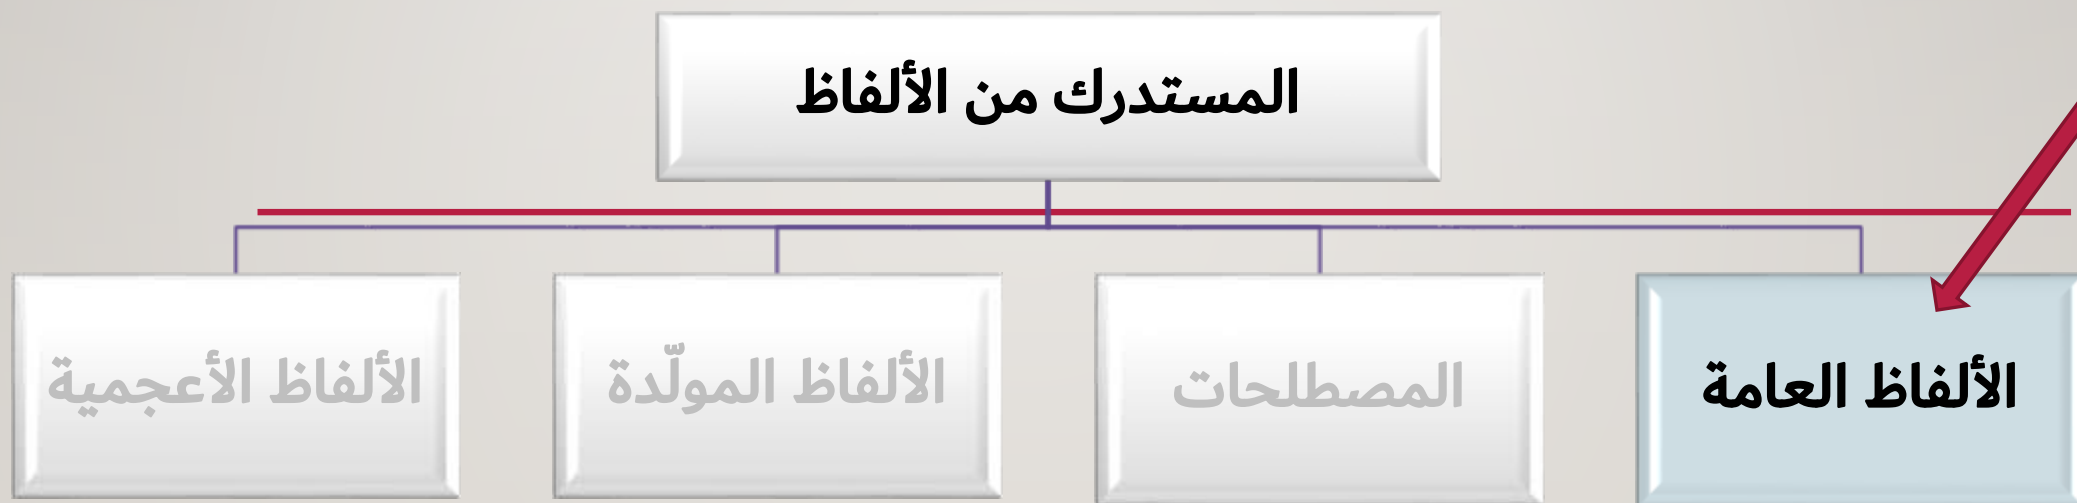 المستدرك من الألفاظ
الألفاظ العامة
المصطلحات
الألفاظ المولّدة
الألفاظ الأعجمية